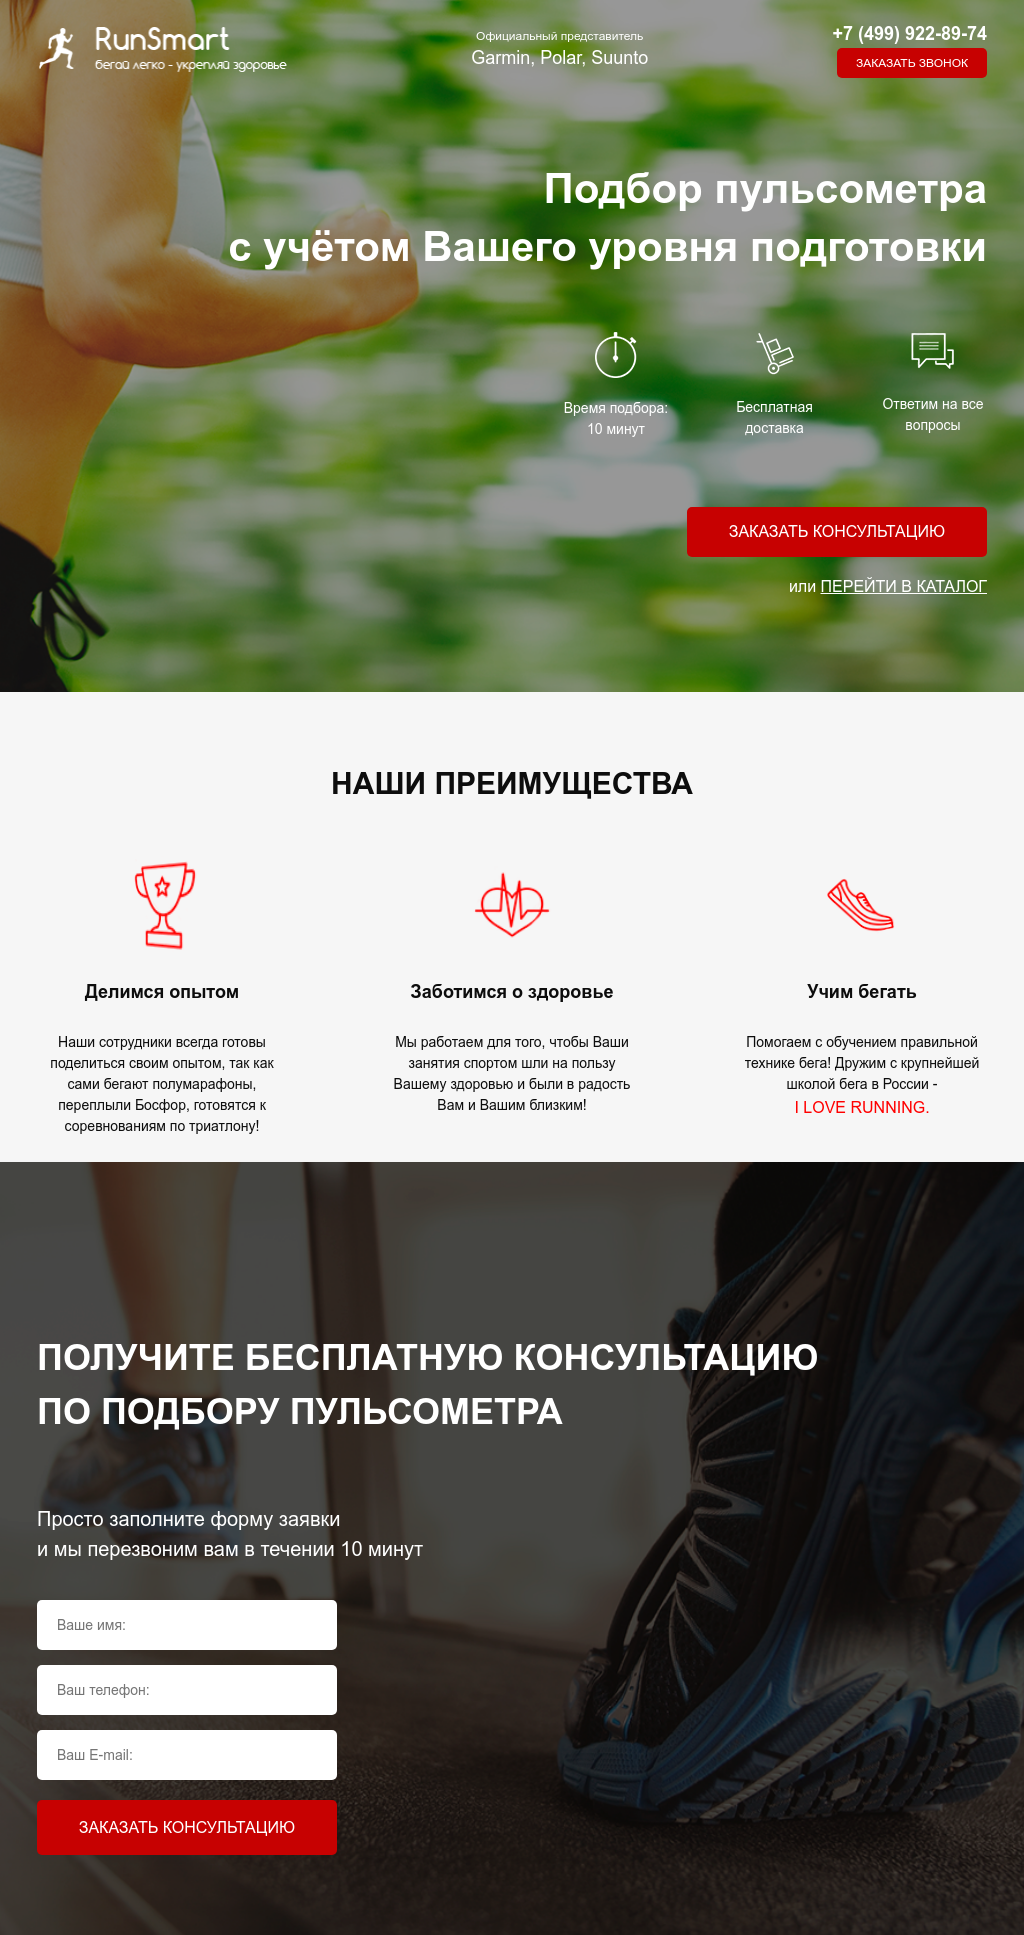 RunSmart
бегай легко - укрепляй здоровье
Официальный представитель
Garmin, Polar, Suunto
+7 (499) 922-89-74
ЗАКАЗАТЬ ЗВОНОК
Подбор пульсометра
с учётом Вашего уровня подготовки
Время подбора:
10 минут
Бесплатная
доставка
Ответим на все
вопросы
ЗАКАЗАТЬ КОНСУЛЬТАЦИЮ
или ПЕРЕЙТИ В КАТАЛОГ
НАШИ ПРЕИМУЩЕСТВА
Делимся опытом
Наши сотрудники всегда готовы
поделиться своим опытом, так как
сами бегают полумарафоны,
переплыли Босфор, готовятся к
соревнованиям по триатлону!
Заботимся о здоровье
Мы работаем для того, чтобы Ваши
занятия спортом шли на пользу
Вашему здоровью и были в радость
Вам и Вашим близким!
Учим бегать
Помогаем с обучением правильной
технике бега! Дружим с крупнейшей
школой бега в России -
I LOVE RUNNING.
ПОЛУЧИТЕ БЕСПЛАТНУЮ КОНСУЛЬТАЦИЮ
ПО ПОДБОРУ ПУЛЬСОМЕТРА
Просто заполните форму заявки
и мы перезвоним вам в течении 10 минут
Ваше имя:
Ваш телефон:
Ваш E-mail:
ЗАКАЗАТЬ КОНСУЛЬТАЦИЮ